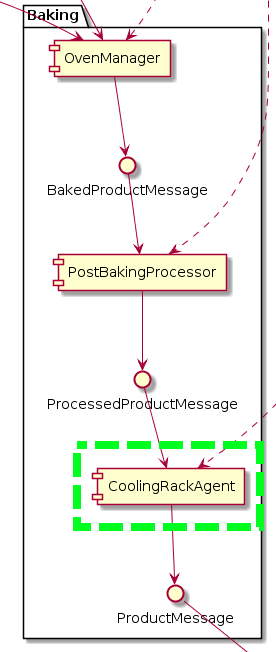 Baking
OvenManager
BakedProductMessage
PostBakingProcessor
ProcessedProductMessage
CoolingRackAgent
ProductMessage